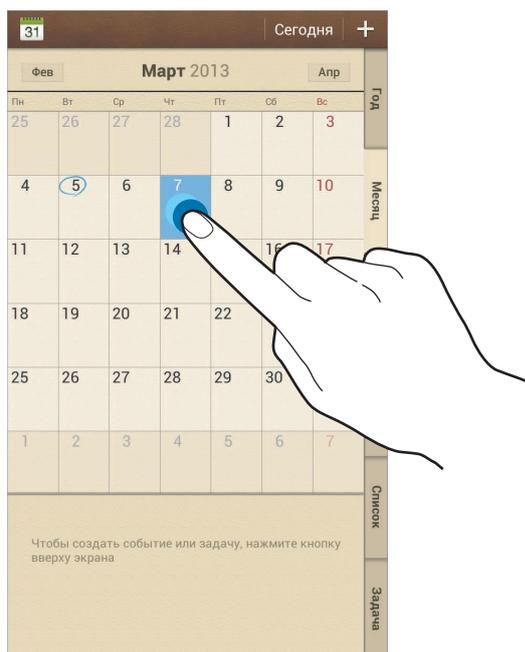 31
Сегодня +
Фев Март 2013 Апр
Пн Вт Ср Чт Пт Сб Вс
25 26 27 28 1 2 3
4 5 6 7 8 9 10
11 12 13 14 16 17
18 19 20 21 22
25 26 27 28 29 30
1 2 3 4 5 6 7
Чтобы создать событие или задачу, нажмите кнопку
вверху экрана
Год
Месяц
Список
Задача